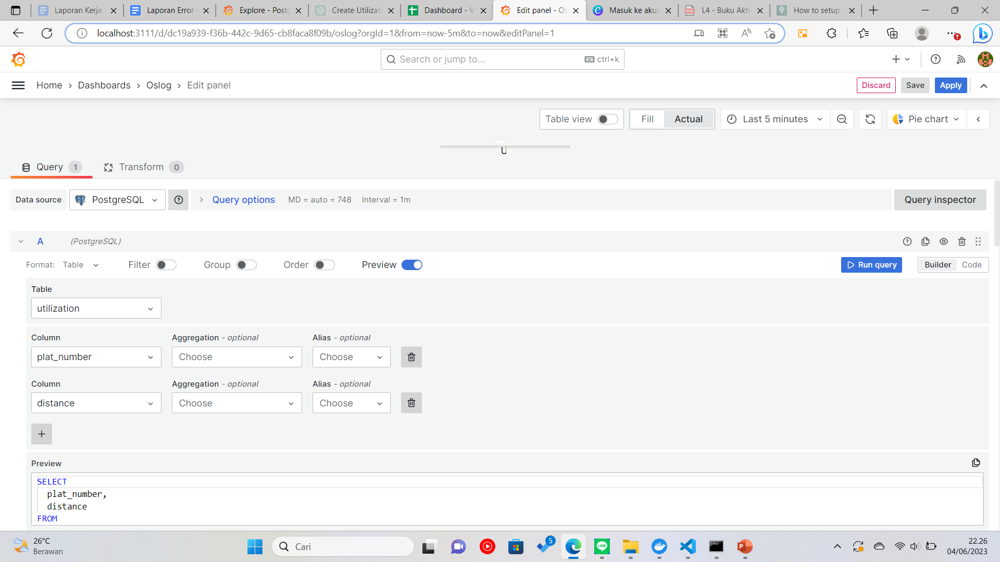 Laporan Kerja
Laporan Error
Explore - Postg
Create Utilizati
Dashboard - V
Edit panel - Os
Masuk ke akun
L4 - Buku Akti
How to setup
localhost:3111/d/dc19a939-f36b-442c-9d65-cb8faca8f09b/oslog?orgId=1&from=now-5m&to=now&editPanel=1
Search or jump to...
ctrl+k
Home > Dashboards > Oslog > Edit panel
Discard
Save
Apply
Table view
Fill
Actual
Last 5 minutes
Pie chart
U
Query 1
Transform 0
Data source
PostgreSQL
Query options
MD = auto = 748
Interval = 1m
Query inspector
A
(PostgreSQL)
Format: Table
Filter
Group
Order
Preview
Run query
Builder
Code
Table
utilization
Column
Aggregation - optional
Alias - optional
plat_number
Choose
Choose
Column
Aggregation - optional
Alias - optional
distance
Choose
Choose
Preview
SELECT
plat_number,
distance
FROM
26°C
Berawan
Cari
5
LINE
22.26
04/06/2023